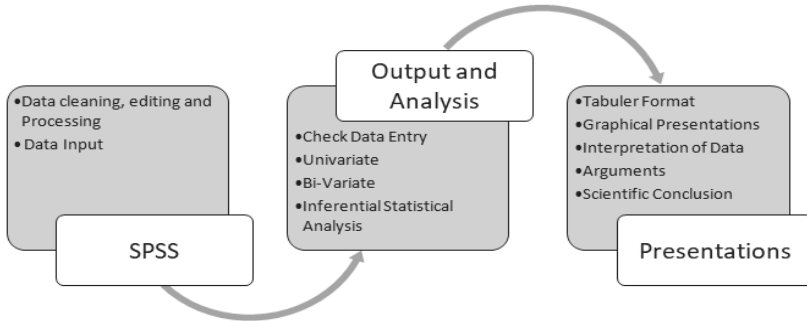 •Data cleaning, editing and
Processing
• Data Input
SPSS
Output and
Analysis
•Check Data Entry
•Univariate
•Bi-Variate
•Inferential Statistical
Analysis
•Tabuler Format
•Graphical Presentations
•Interpretation of Data
•Arguments
•Scientific Conclusion
Presentations